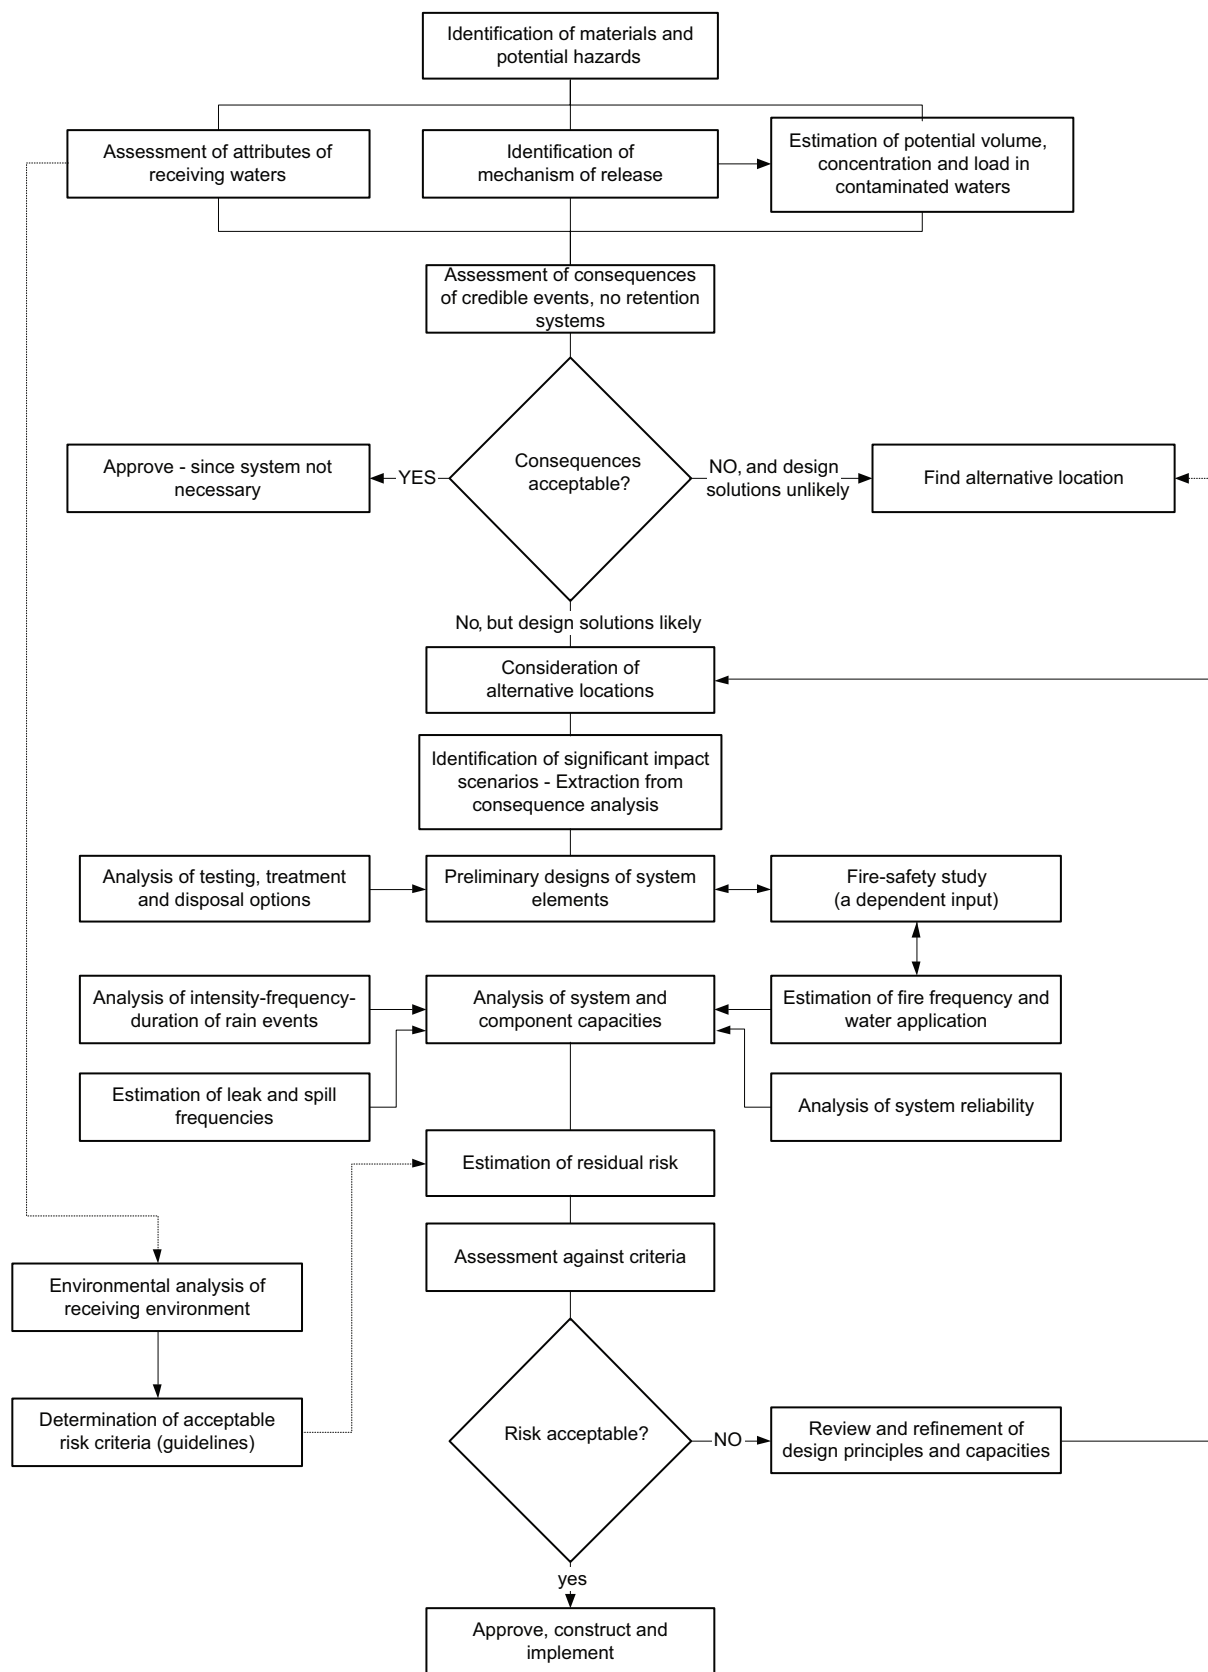 Identification of materials and
potential hazards
Assessment of attributes of
receiving waters
Identification of
mechanism of release
Estimation of potential volume,
concentration and load in
contaminated waters
Assessment of consequences
of credible events, no retention
systems
Consequences
acceptable?
YES
Approve - since system not
necessary
NO, and design
solutions unlikely
Find alternative location
No, but design solutions likely
Consideration of
alternative locations
Identification of significant impact
scenarios - Extraction from
consequence analysis
Analysis of testing, treatment
and disposal options
Preliminary designs of system
elements
Fire-safety study
(a dependent input)
Analysis of intensity-frequency-
duration of rain events
Analysis of system and
component capacities
Estimation of fire frequency and
water application
Estimation of leak and spill
frequencies
Analysis of system reliability
Estimation of residual risk
Assessment against criteria
Environmental analysis of
receiving environment
Determination of acceptable
risk criteria (guidelines)
Risk acceptable?
NO
Review and refinement of
design principles and capacities
yes
Approve, construct and
implement